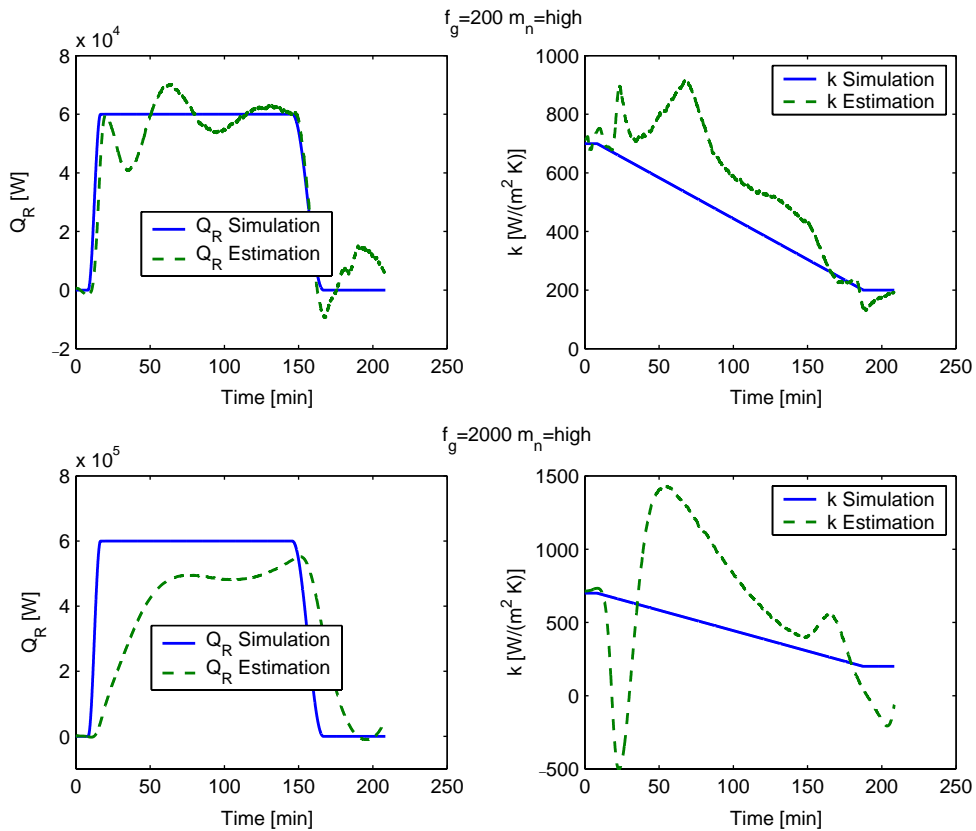 f_g=200 m_n=high
x 10^4
8
6
4
2
0
−2
0 50 100 150 200 250
Q_R [W]
Time [min]
Q_R Simulation
Q_R Estimation
1000
800
600
400
200
0
0 50 100 150 200 250
k [W/(m² K)]
Time [min]
k Simulation
k Estimation
f_g=2000 m_n=high
x 10^5
8
6
4
2
0
0 50 100 150 200 250
Q_R [W]
Time [min]
Q_R Simulation
Q_R Estimation
1500
1000
500
0
−500
0 50 100 150 200 250
k [W/(m² K)]
Time [min]
k Simulation
k Estimation